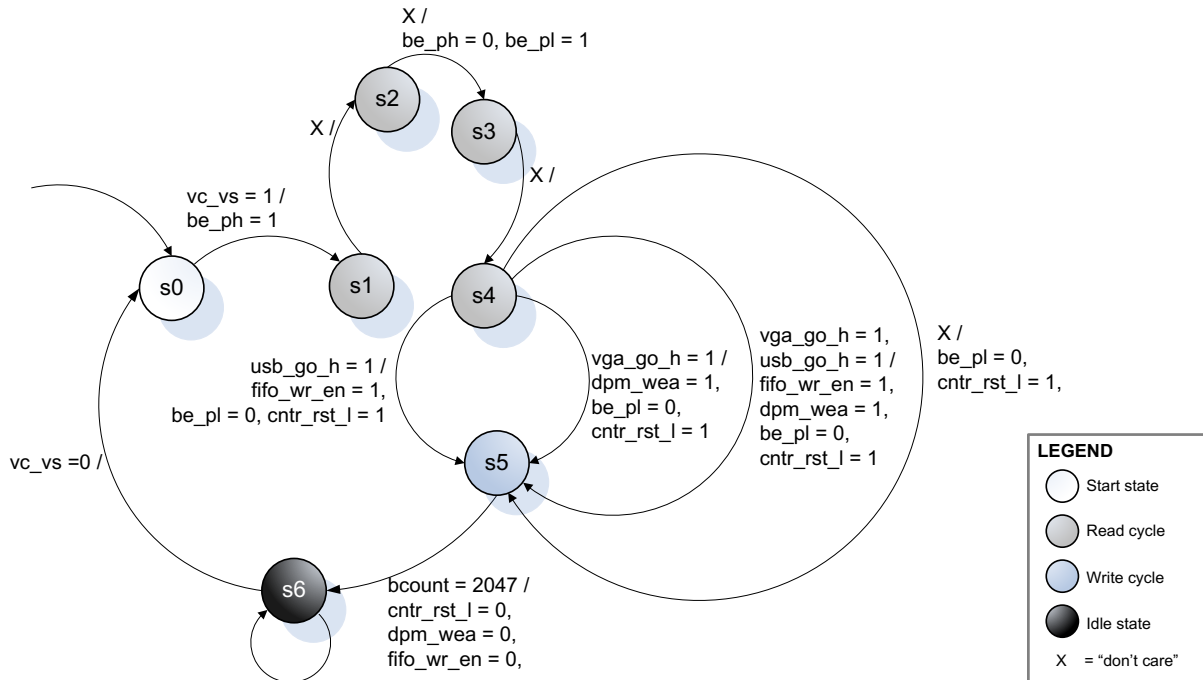 X /
be_ph = 0, be_pl = 1
s2
s3
X /
X /
vc_vs = 1 /
be_ph = 1
s0
s1
s4
usb_go_h = 1 /
fifo_wr_en = 1,
be_pl = 0, cntr_rst_l = 1
vga_go_h = 1 /
dpm_wea = 1,
be_pl = 0,
cntr_rst_l = 1
vga_go_h = 1,
usb_go_h = 1 /
fifo_wr_en = 1,
dpm_wea = 1,
be_pl = 0,
cntr_rst_l = 1
X /
be_pl = 0,
cntr_rst_l = 1,
s5
vc_vs =0 /
s6
bcount = 2047 /
cntr_rst_l = 0,
dpm_wea = 0,
fifo_wr_en = 0,
LEGEND
Start state
Read cycle
Write cycle
Idle state
X = “don’t care”